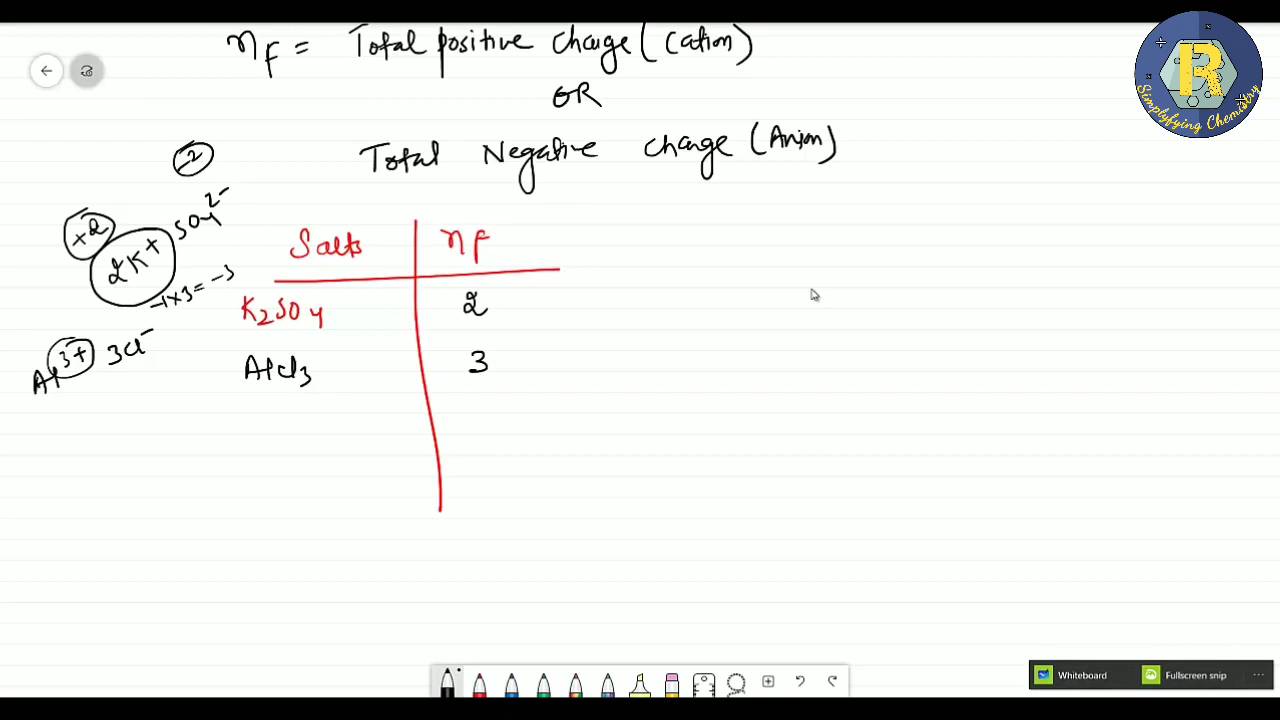 nF = Total positive charge (Cation)
OR
Total Negative charge (Anion)
-2
+2
2K+ SO4 2-
-1x3 = -3
Al 3+ 3Cl-
Salts nF
K2SO4 2
AlCl3 3
R
Simplyfying Chemistry
Whiteboard Fullscreen snip